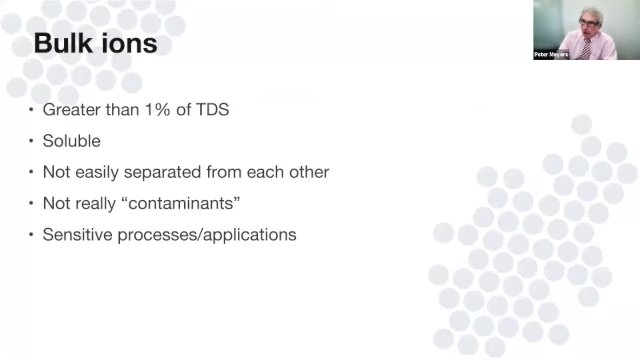 Bulk ions
• Greater than 1% of TDS
• Soluble
• Not easily separated from each other
• Not really “contaminants”
• Sensitive processes/applications
Peter Meyers